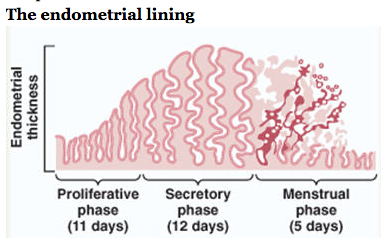 The endometrial lining
Endometrial
thickness
Proliferative
phase
(11 days)
Secretory
phase
(12 days)
Menstrual
phase
(5 days)